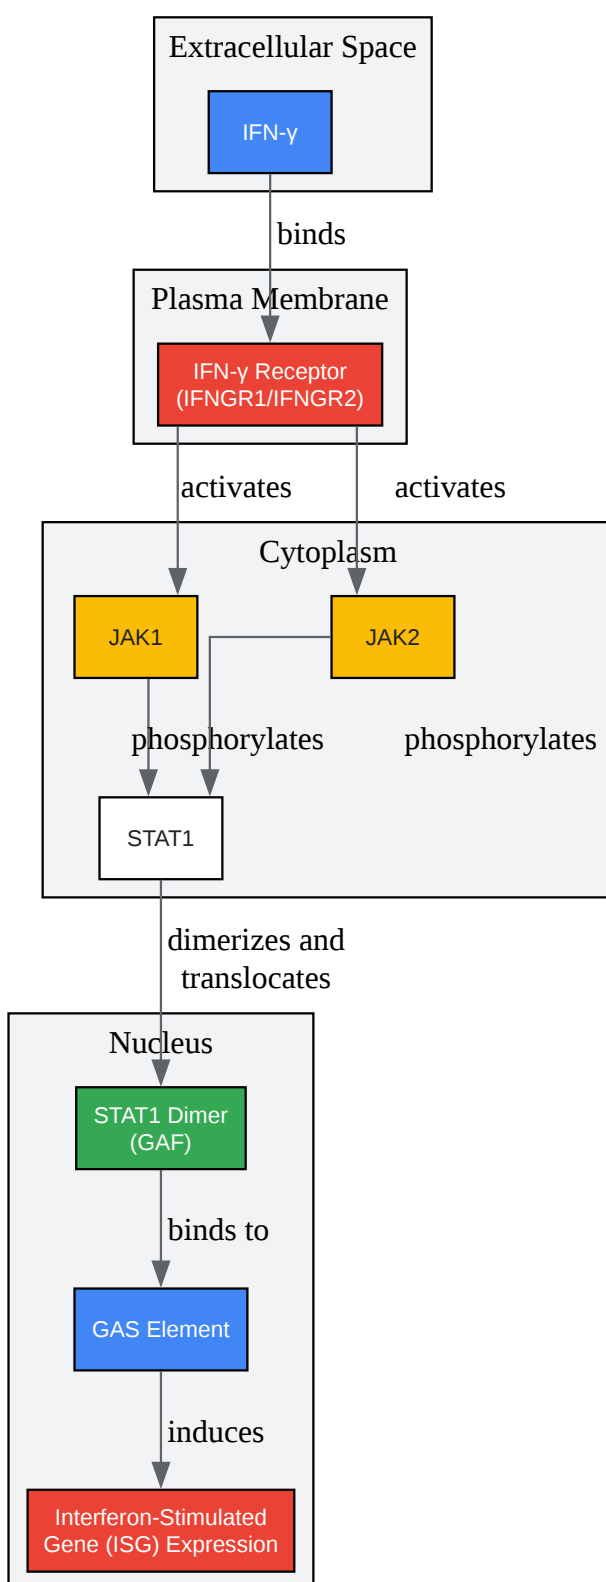 Extracellular Space
IFN-γ
binds
Plasma Membrane
IFN-γ Receptor
(IFNGR1/IFNGR2)
activates
activates
Cytoplasm
JAK1
JAK2
phosphorylates
phosphorylates
STAT1
dimerizes and
translocates
Nucleus
STAT1 Dimer
(GAF)
binds to
GAS Element
induces
Interferon-Stimulated
Gene (ISG) Expression